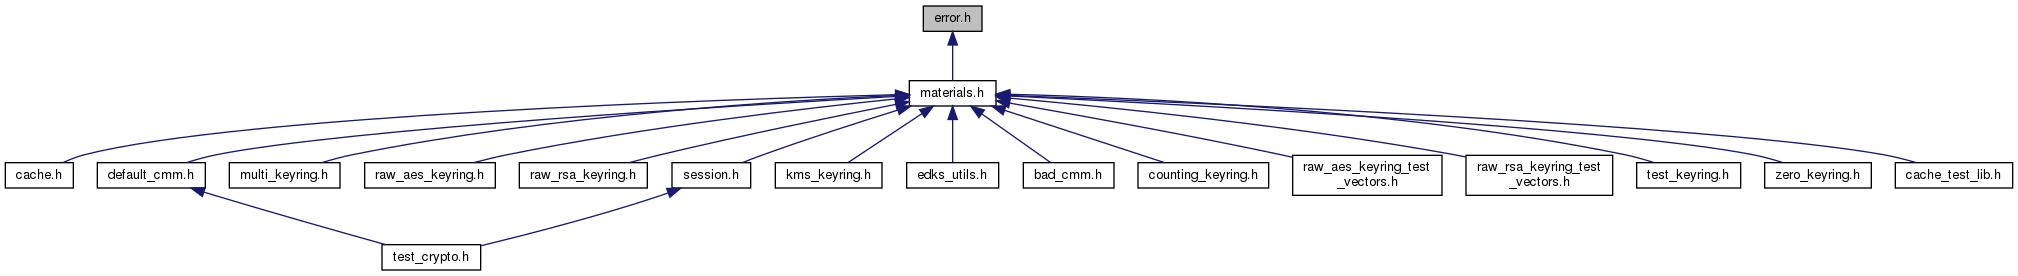 error.h
materials.h
cache.h
default_cmm.h
multi_keyring.h
raw_aes_keyring.h
raw_rsa_keyring.h
session.h
kms_keyring.h
edks_utils.h
bad_cmm.h
counting_keyring.h
raw_aes_keyring_test
_vectors.h
raw_rsa_keyring_test
_vectors.h
test_keyring.h
zero_keyring.h
cache_test_lib.h
test_crypto.h